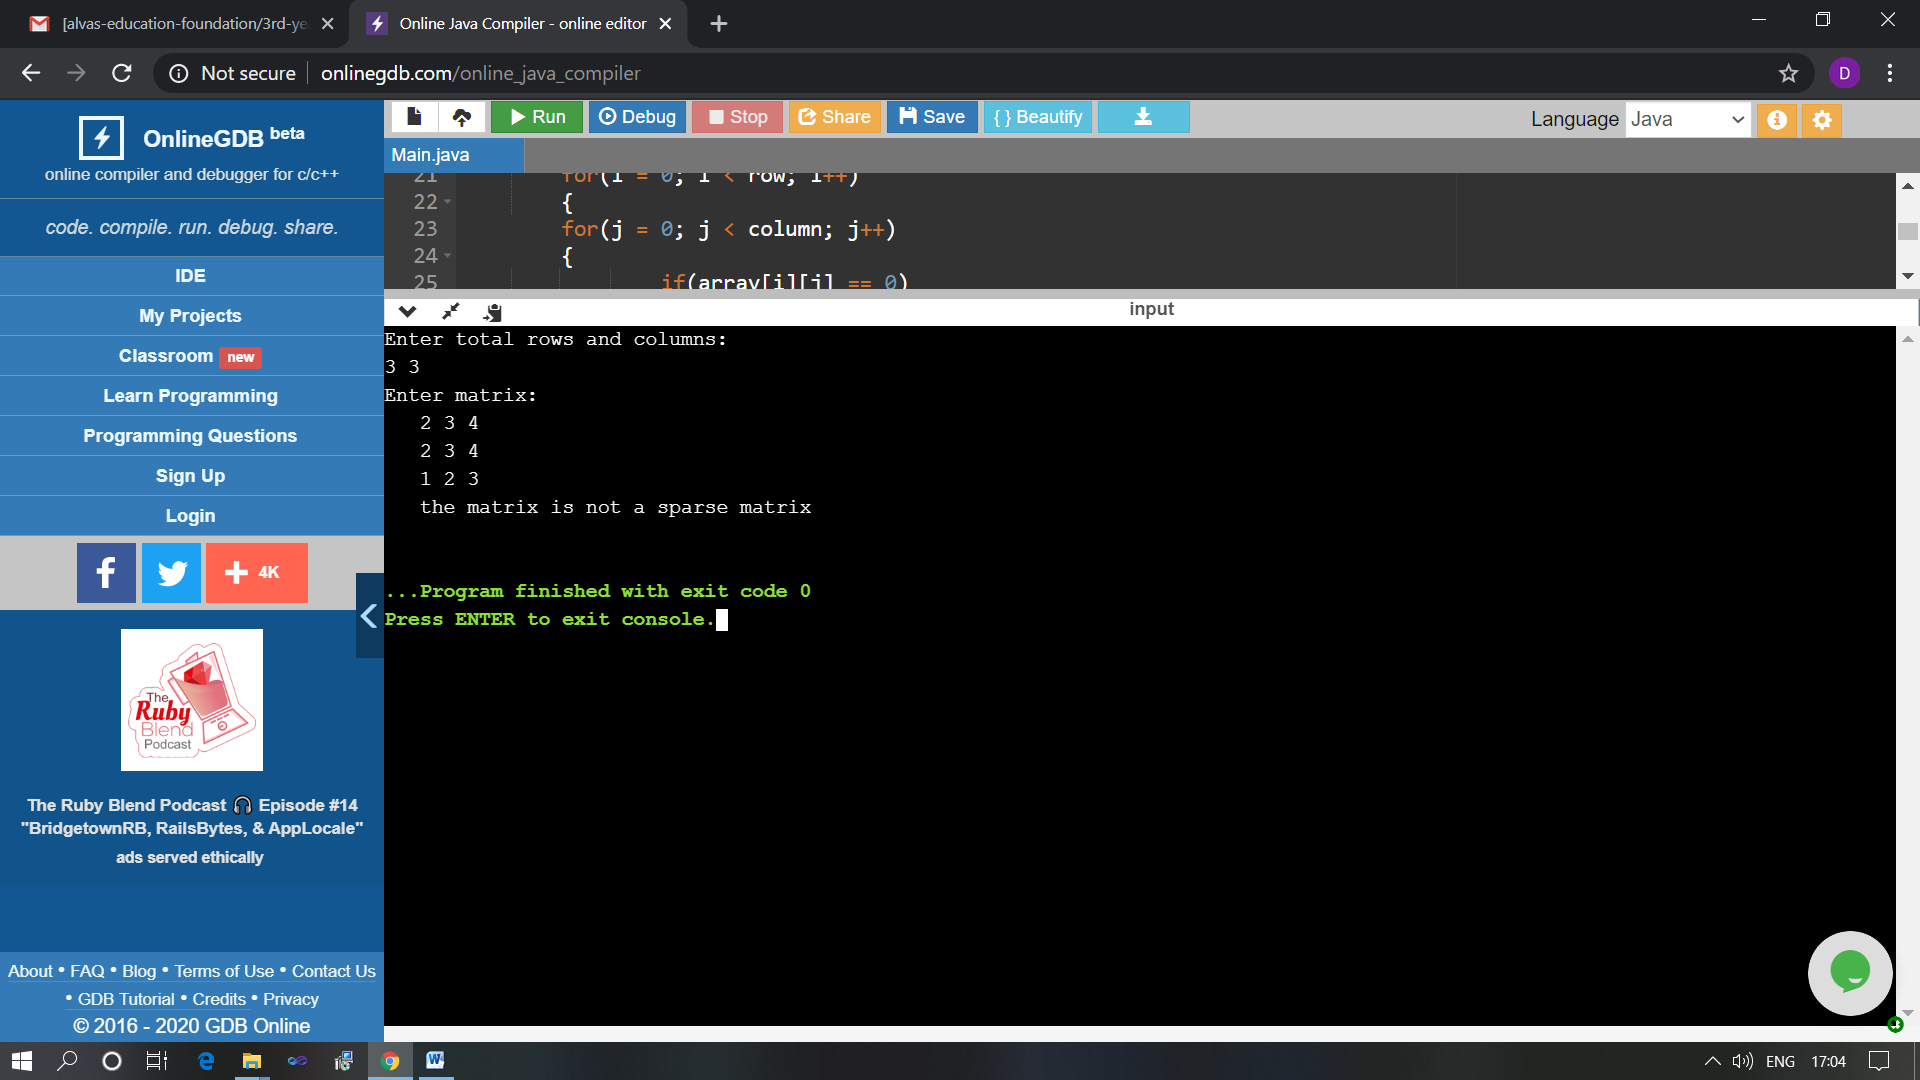 [alvas-education-foundation/3rd-ye
Online Java Compiler - online editor
Not secure
onlinegdb.com/online_java_compiler
D
OnlineGDB beta
online compiler and debugger for c/c++
code. compile. run. debug. share.
IDE
My Projects
Classroom new
Learn Programming
Programming Questions
Sign Up
Login
f
+ 4K
The
Ruby
Blend
Podcast
The Ruby Blend Podcast 🎧 Episode #14
"BridgetownRB, RailsBytes, & AppLocale"
ads served ethically
About • FAQ • Blog • Terms of Use • Contact Us
• GDB Tutorial • Credits • Privacy
© 2016 - 2020 GDB Online
Run Debug Stop Share Save { } Beautify
Language Java
Main.java
21 for(i = 0; i < row; i++)
22 {
23 for(j = 0; j < column; j++)
24 {
25 if(array[i][j] == 0)
input
Enter total rows and columns:
3 3
Enter matrix:
2 3 4
2 3 4
1 2 3
the matrix is not a sparse matrix
...Program finished with exit code 0
Press ENTER to exit console.
ENG 17:04